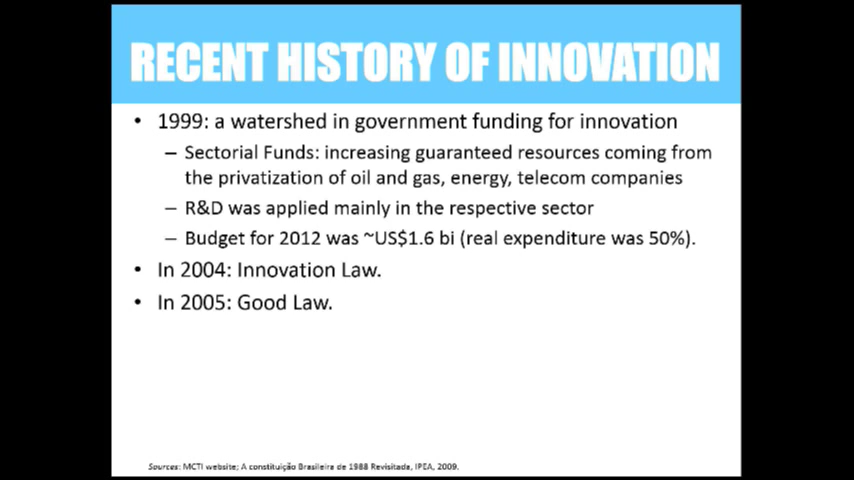 RECENT HISTORY OF INNOVATION
• 1999: a watershed in government funding for innovation
– Sectorial Funds: increasing guaranteed resources coming from
the privatization of oil and gas, energy, telecom companies
– R&D was applied mainly in the respective sector
– Budget for 2012 was ~US$1.6 bi (real expenditure was 50%).
• In 2004: Innovation Law.
• In 2005: Good Law.
Sources: MCTI website; A constituição Brasileira de 1988 Revisitada, IPEA, 2009.